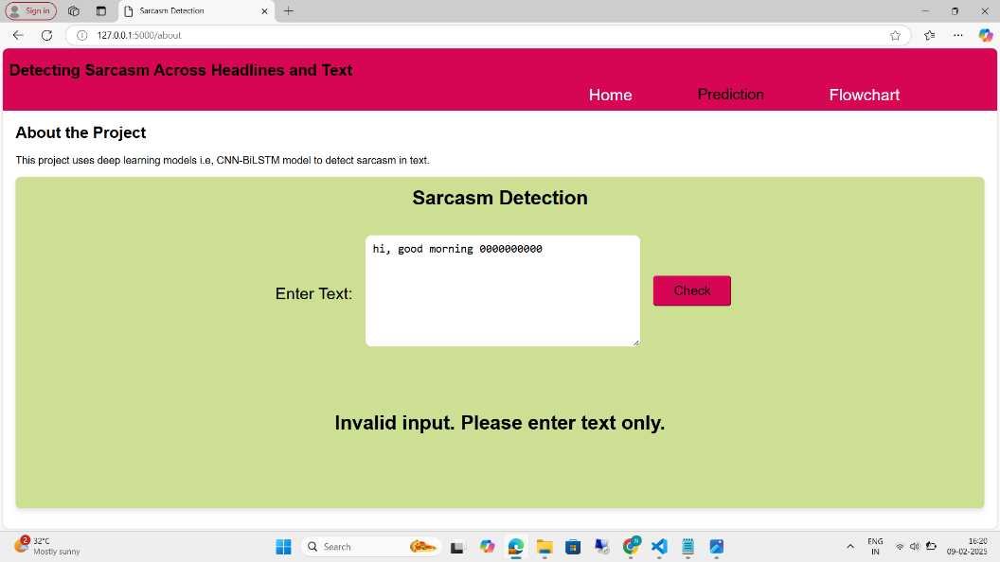 Sign in
Sarcasm Detection
127.0.0.1:5000/about
Detecting Sarcasm Across Headlines and Text
Home Prediction Flowchart
About the Project
This project uses deep learning models i.e, CNN-BiLSTM model to detect sarcasm in text.
Sarcasm Detection
hi, good morning 0000000000
Enter Text:
Check
Invalid input. Please enter text only.
2
32°C
Mostly sunny
Search
N
ENG
IN
16:20
09-02-2025